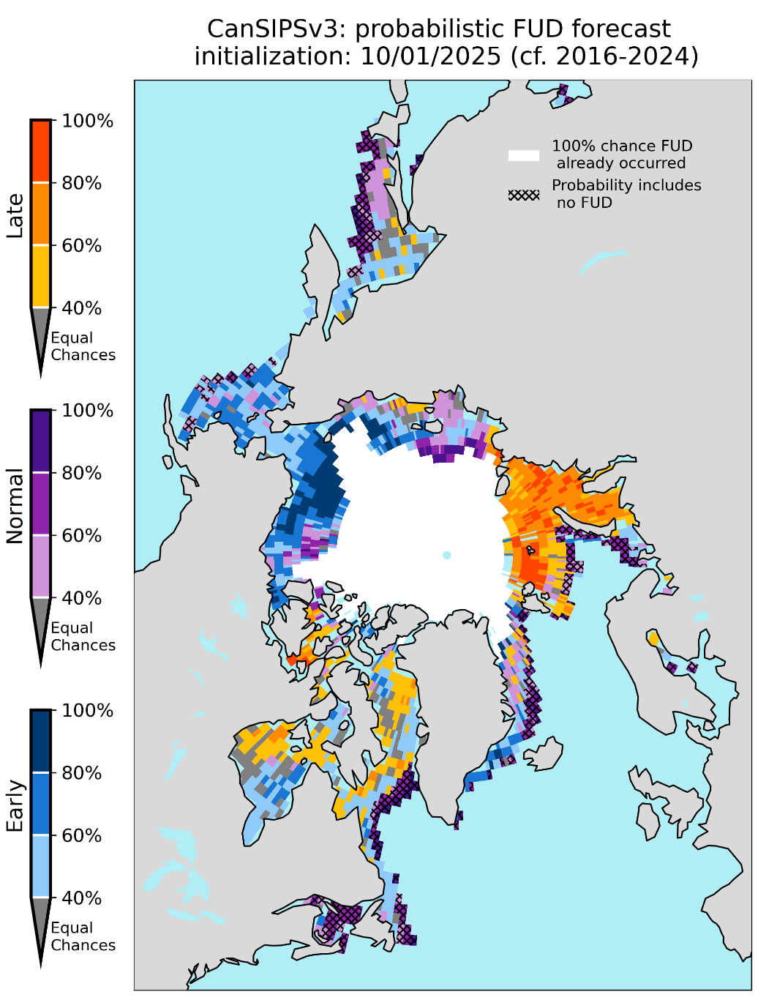 CanSIPSv3: probabilistic FUD forecast
initialization: 10/01/2025 (cf. 2016-2024)
100% chance FUD
already occurred
Probability includes
no FUD
Late
100%
80%
60%
40%
Equal
Chances
Normal
100%
80%
60%
40%
Equal
Chances
Early
100%
80%
60%
40%
Equal
Chances